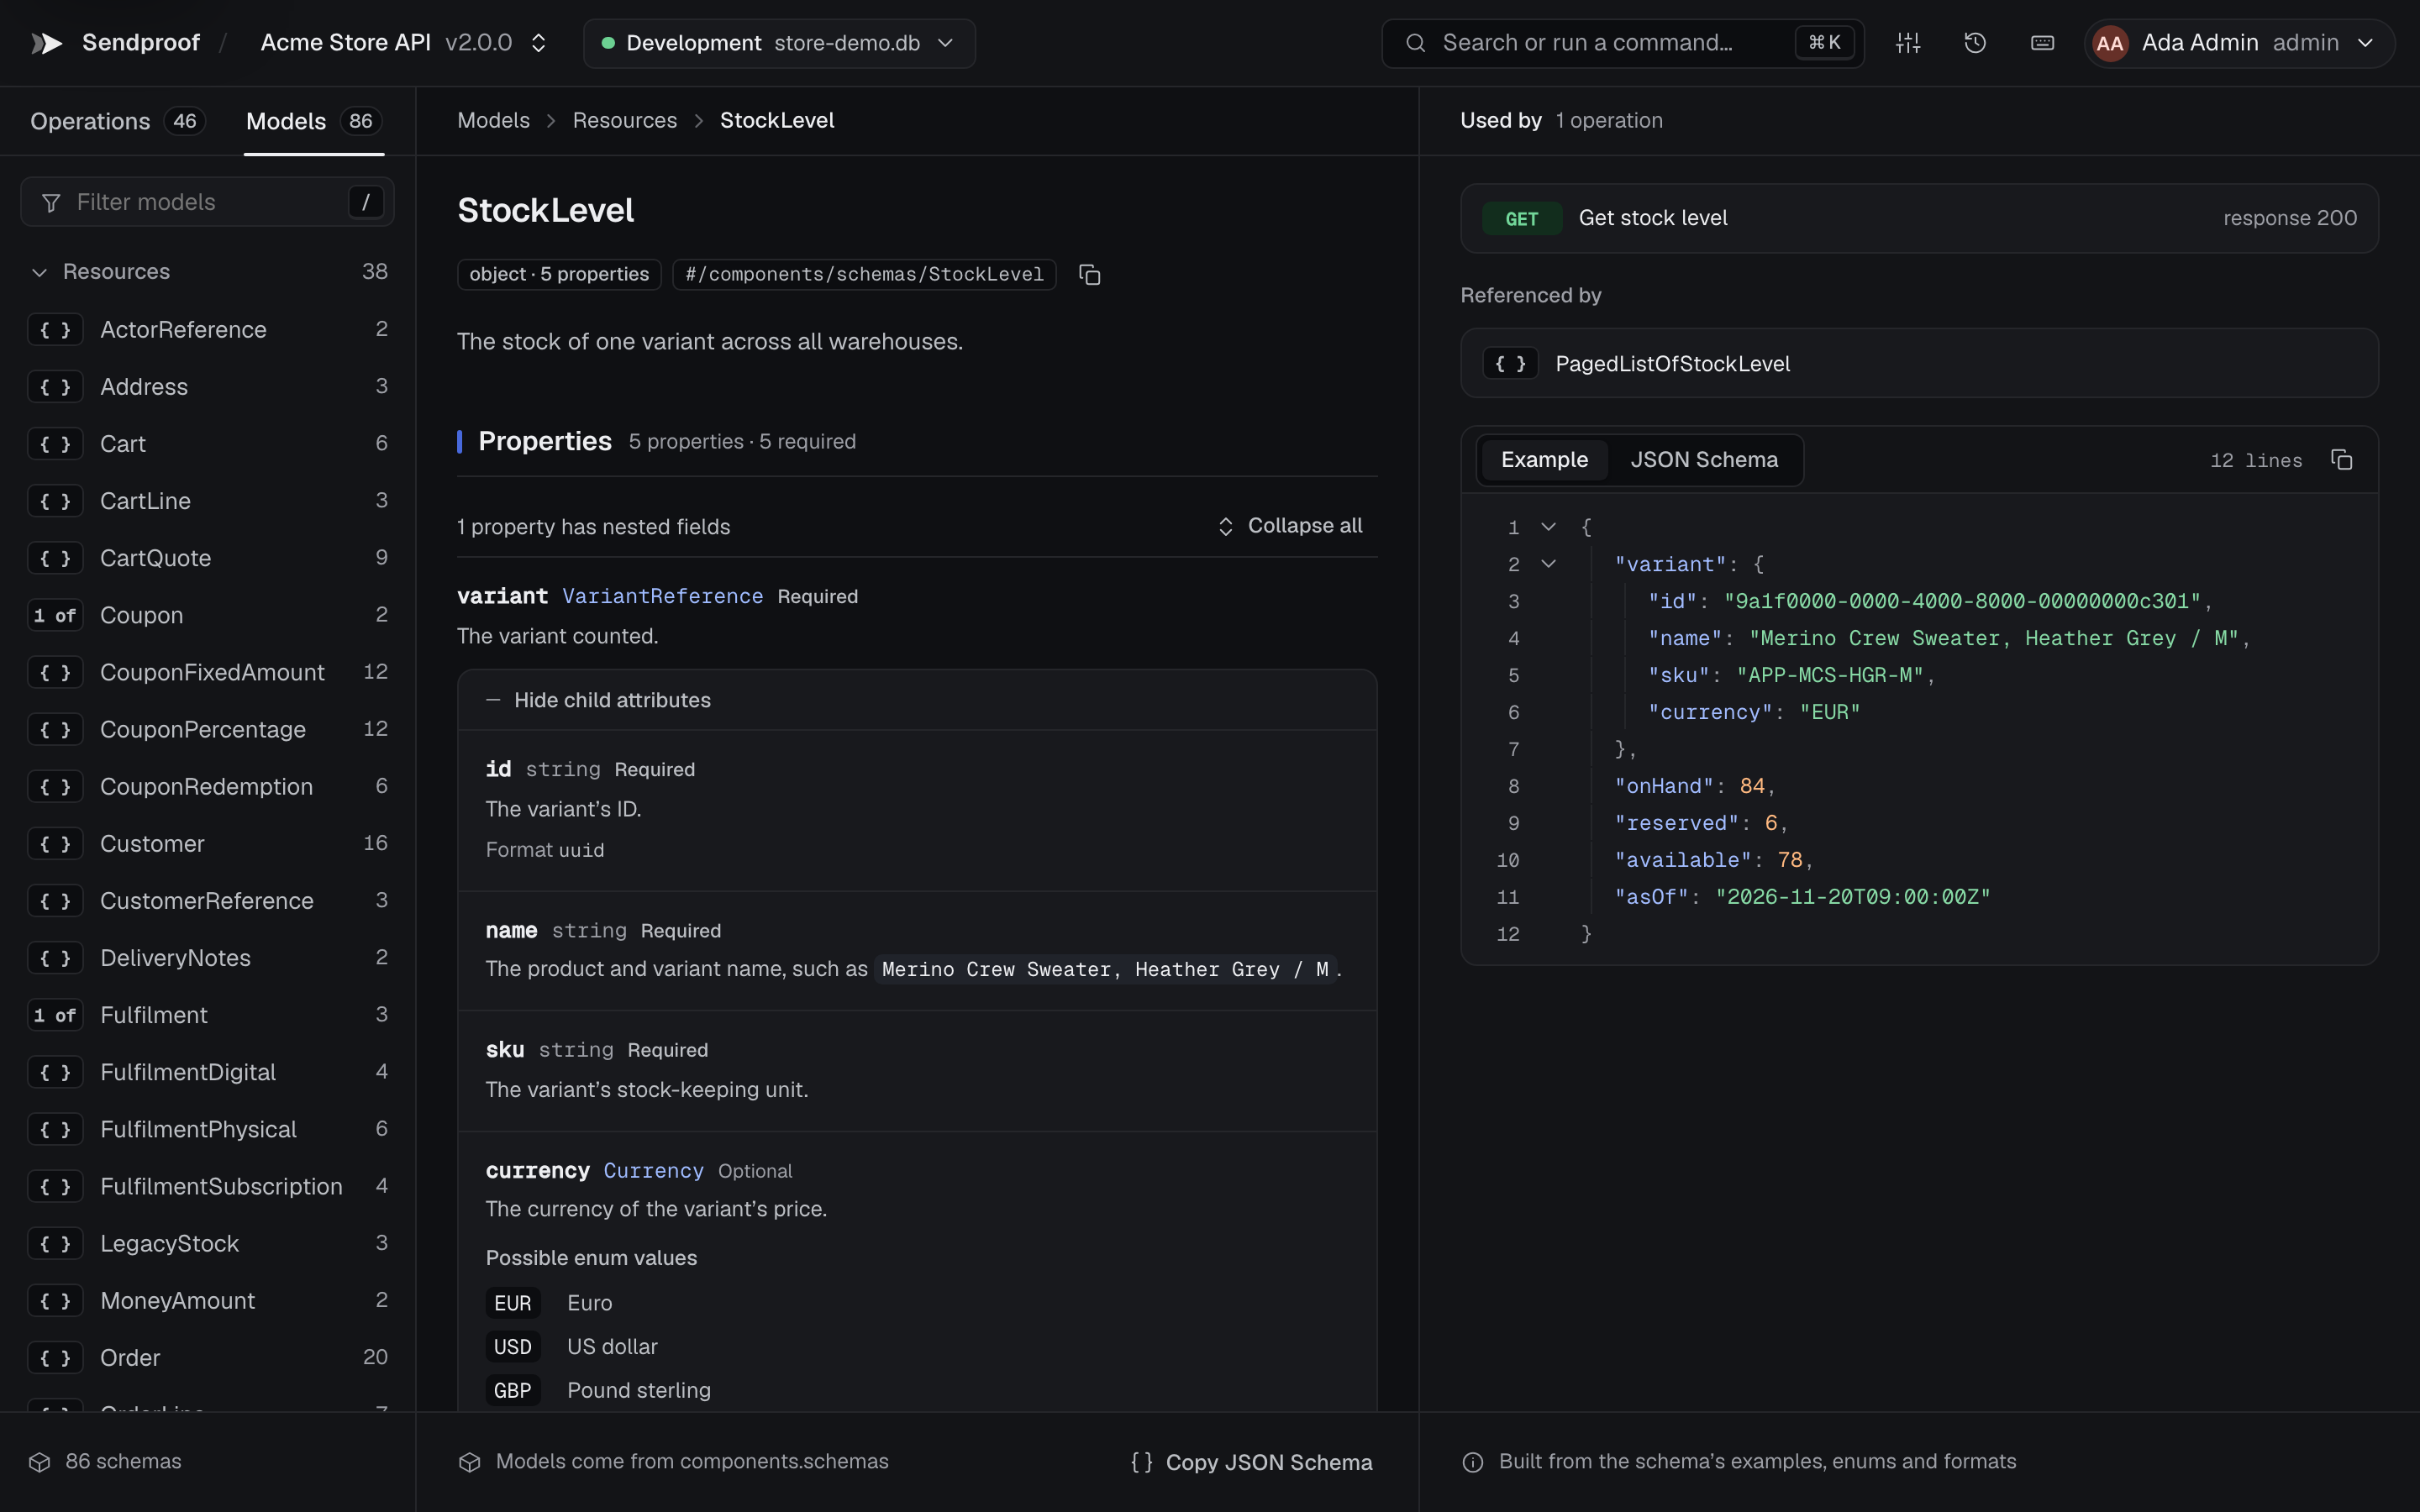 Sendproof / Acme Store API v2.0.0
Development store-demo.db
Search or run a command... ⌘K
AA Ada Admin admin
Operations 46 Models 86
Filter models /
Resources 38
{ } ActorReference 2
{ } Address 3
{ } Cart 6
{ } CartLine 3
{ } CartQuote 9
1 of Coupon 2
{ } CouponFixedAmount 12
{ } CouponPercentage 12
{ } CouponRedemption 6
{ } Customer 16
{ } CustomerReference 3
{ } DeliveryNotes 2
1 of Fulfilment 3
{ } FulfilmentDigital 4
{ } FulfilmentPhysical 6
{ } FulfilmentSubscription 4
{ } LegacyStock 3
{ } MoneyAmount 2
{ } Order 20
86 schemas
Models > Resources > StockLevel
StockLevel
object · 5 properties #/components/schemas/StockLevel
The stock of one variant across all warehouses.
Properties 5 properties · 5 required
1 property has nested fields Collapse all
variant VariantReference Required
The variant counted.
— Hide child attributes
id string Required
The variant’s ID.
Format uuid
name string Required
The product and variant name, such as Merino Crew Sweater, Heather Grey / M.
sku string Required
The variant’s stock-keeping unit.
currency Currency Optional
The currency of the variant’s price.
Possible enum values
EUR Euro
USD US dollar
GBP Pound sterling
Models come from components.schemas
{ } Copy JSON Schema
Used by 1 operation
GET Get stock level response 200
Referenced by
{ } PagedListOfStockLevel
Example JSON Schema 12 lines
1 {
2 "variant": {
3 "id": "9a1f0000-0000-4000-8000-00000000c301",
4 "name": "Merino Crew Sweater, Heather Grey / M",
5 "sku": "APP-MCS-HGR-M",
6 "currency": "EUR"
7 },
8 "onHand": 84,
9 "reserved": 6,
10 "available": 78,
11 "asOf": "2026-11-20T09:00:00Z"
12 }
Built from the schema’s examples, enums and formats